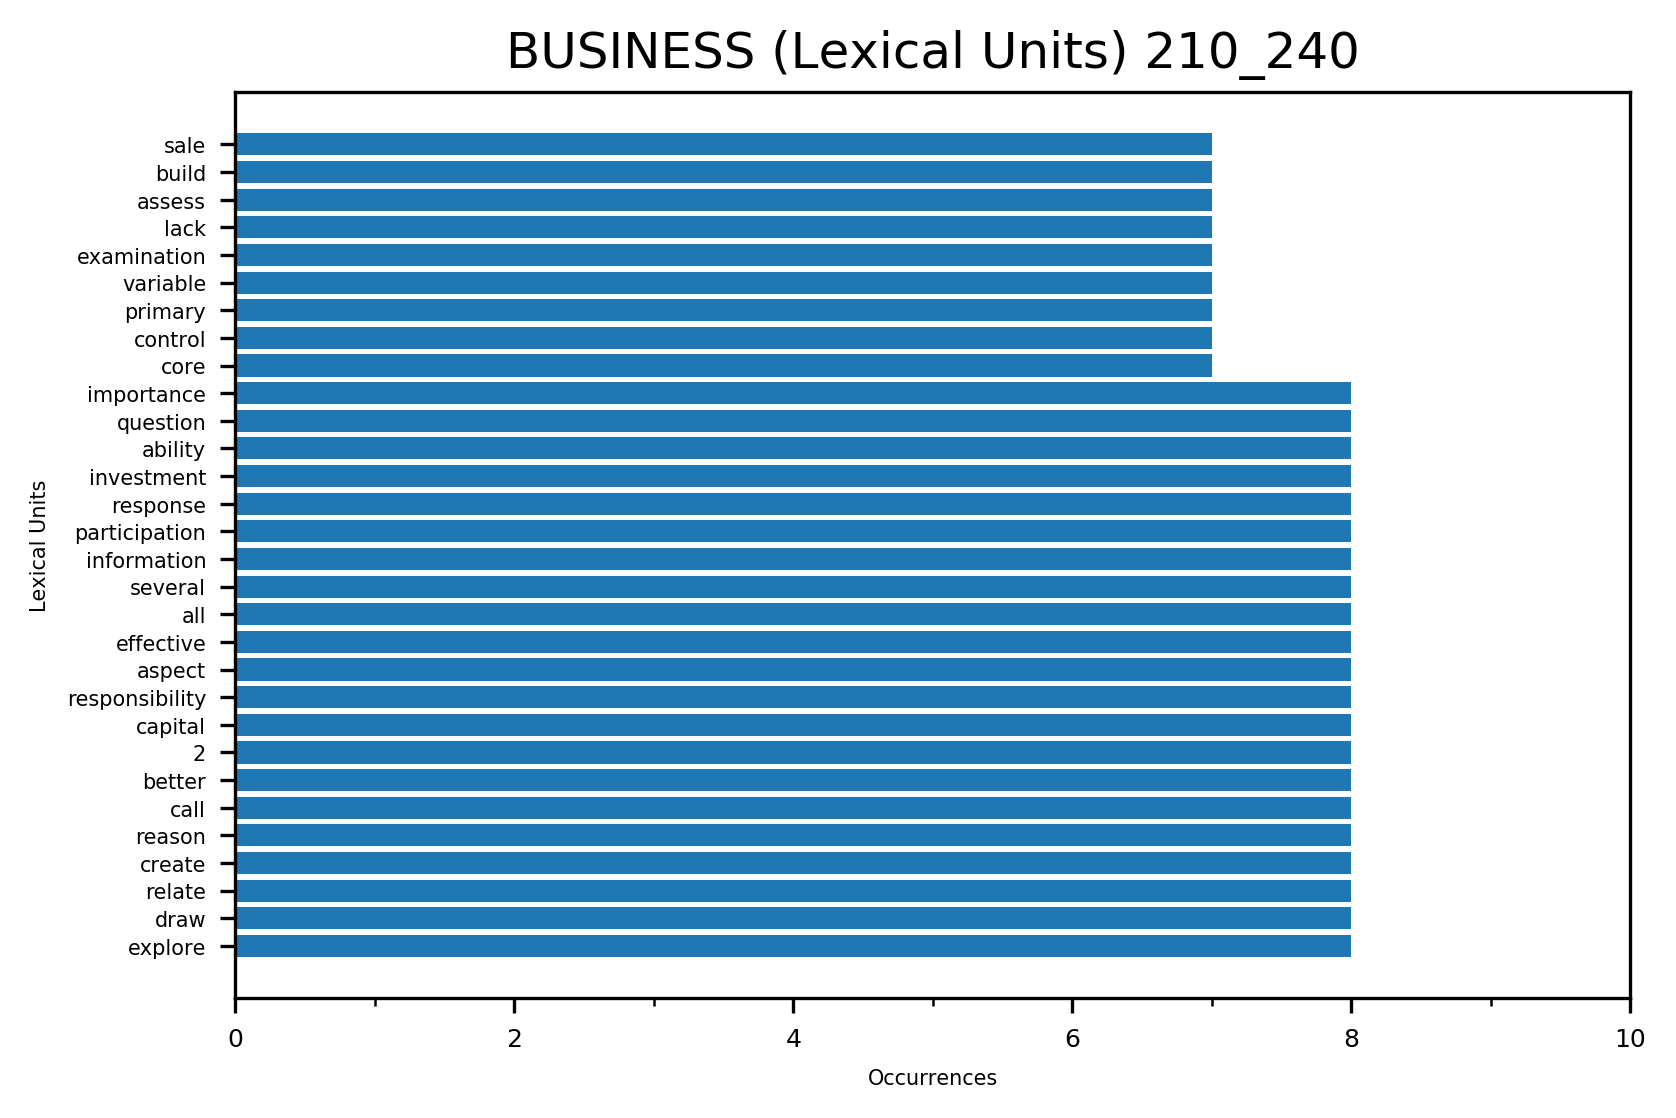 BUSINESS (Lexical Units) 210_240
sale
build
assess
lack
examination
variable
primary
control
core
importance
question
ability
investment
response
participation
information
several
all
effective
aspect
responsibility
capital
2
better
call
reason
create
relate
draw
explore
Lexical Units
0 2 4 6 8 10
Occurrences